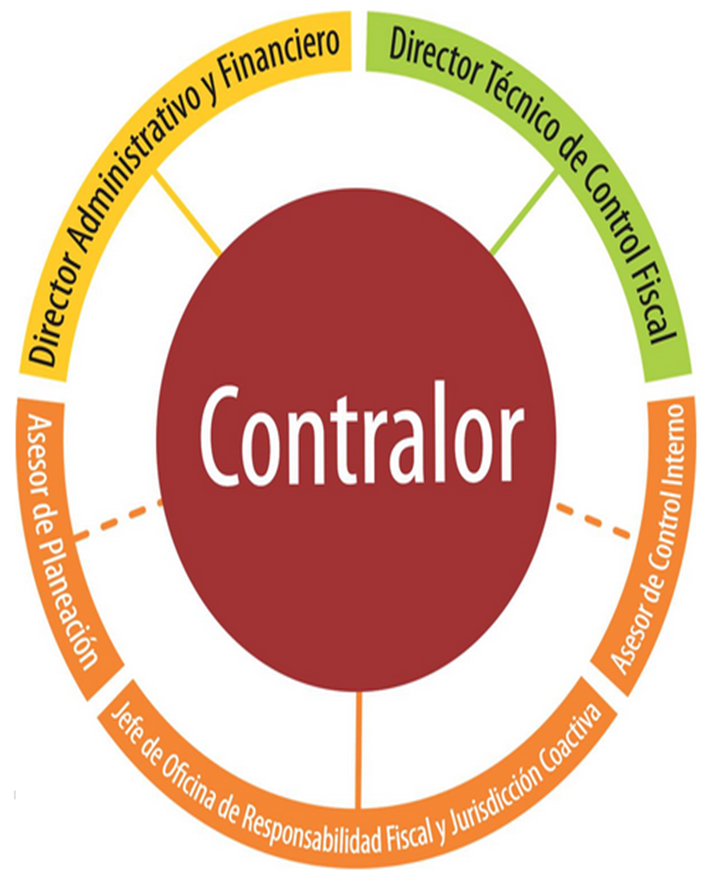 Director Administrativo y Financiero
Director Técnico de Control Fiscal
Contralor
Asesor de Planeación
Asesor de Control Interno
Jefe de Oficina de Responsabilidad Fiscal y Jurisdicción Coactiva